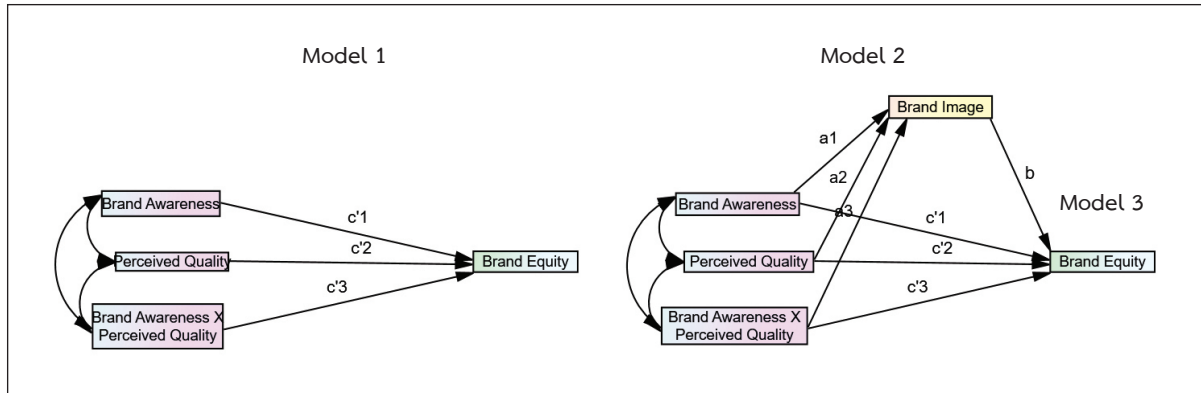 Model 1
Brand Awareness
Perceived Quality
Brand Awareness X
Perceived Quality
c'1
c'2
c'3
Brand Equity
Model 2
Brand Image
a1
a2
a3
b
Brand Awareness
Perceived Quality
Brand Awareness X
Perceived Quality
c'1
c'2
c'3
Model 3
Brand Equity